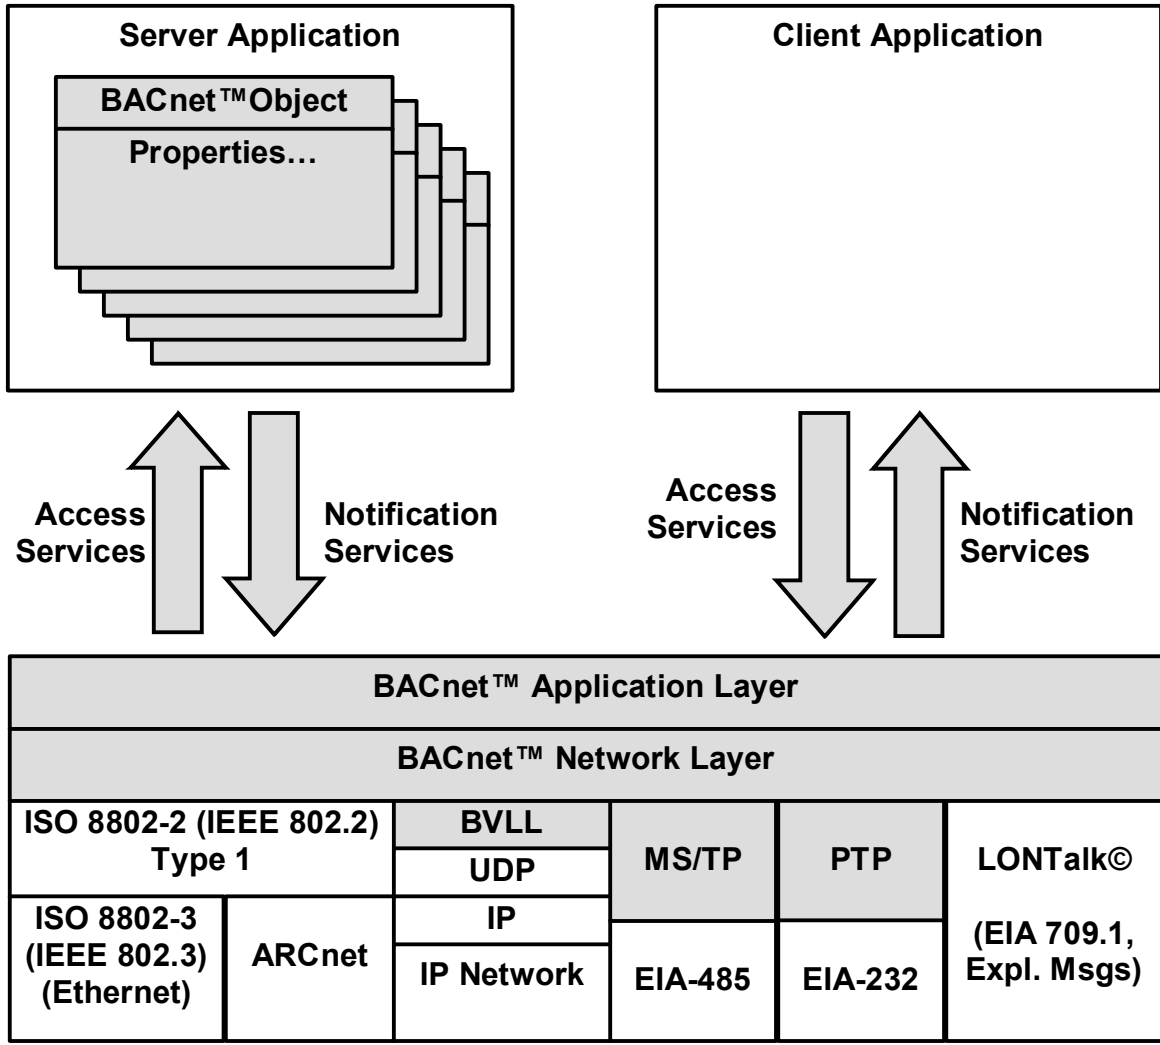 Server Application
BACnet™Object
Properties…
Client Application
Access
Services
Notification
Services
Access
Services
Notification
Services
BACnet™ Application Layer
BACnet™ Network Layer
ISO 8802-2 (IEEE 802.2)
Type 1
BVLL
UDP
MS/TP
PTP
LONTalk©
ISO 8802-3
(IEEE 802.3)
(Ethernet)
ARCnet
IP
IP Network
EIA-485
EIA-232
(EIA 709.1,
Expl. Msgs)